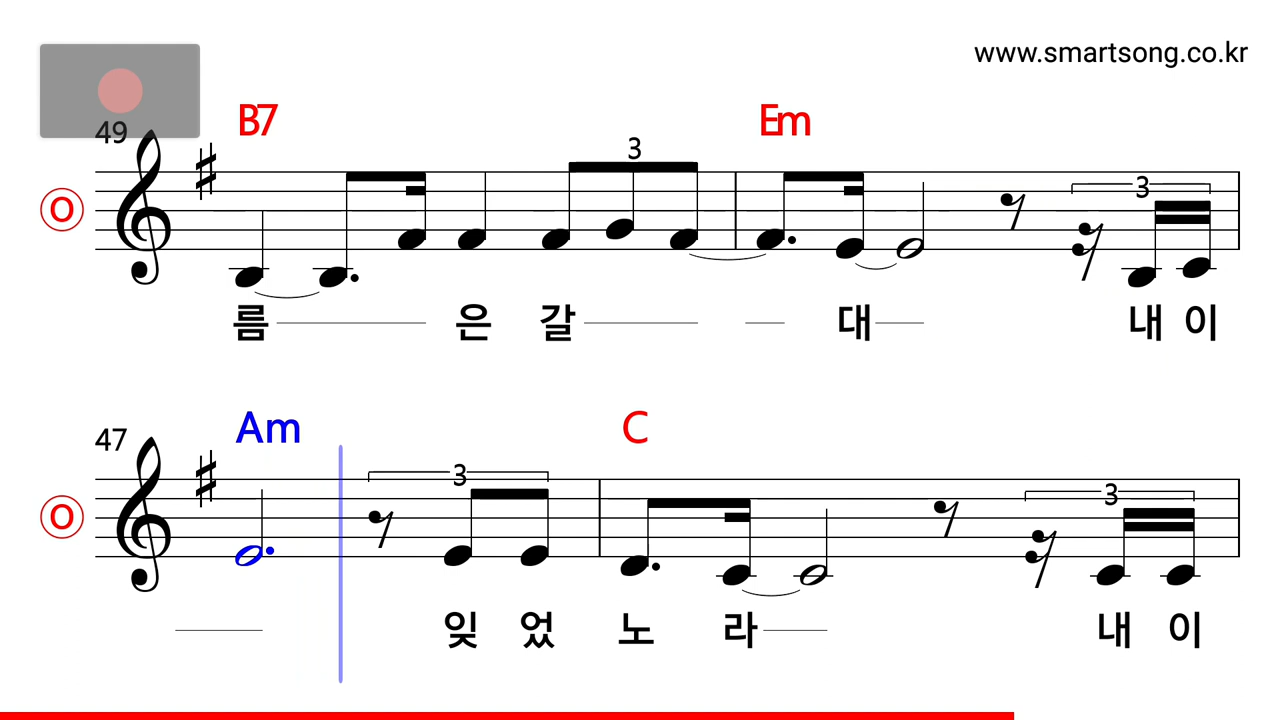 www.smartsong.co.kr
49 B7 Em
3 3
O
름 은 갈 대 내 이
47 Am C
3 3
O
잊 었 노 라 내 이